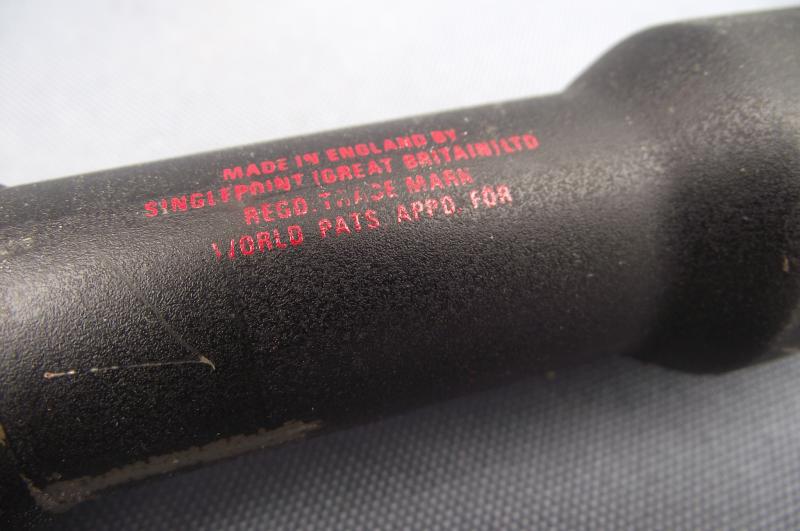 MADE IN ENGLAND BY
SINGLEPOINT (GREAT BRITAIN) LTD
REGD. TRADE MARK
WORLD PATS APPD. FOR